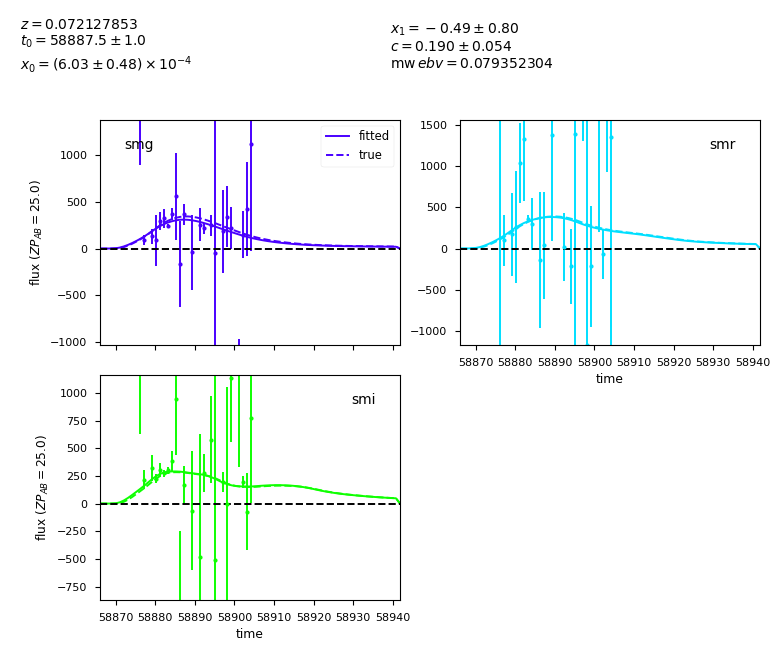 z = 0.072127853
t₀ = 58887.5 ± 1.0
x₀ = (6.03 ± 0.48) × 10⁻⁴
x₁ = −0.49 ± 0.80
c = 0.190 ± 0.054
mw ebv = 0.079352304
smg
fitted
true
1000
500
0
−500
−1000
flux (ZP_AB = 25.0)
smr
1500
1000
500
0
−500
−1000
58870 58880 58890 58900 58910 58920 58930 58940
time
smi
1000
750
500
250
0
−250
−500
−750
flux (ZP_AB = 25.0)
58870 58880 58890 58900 58910 58920 58930 58940
time